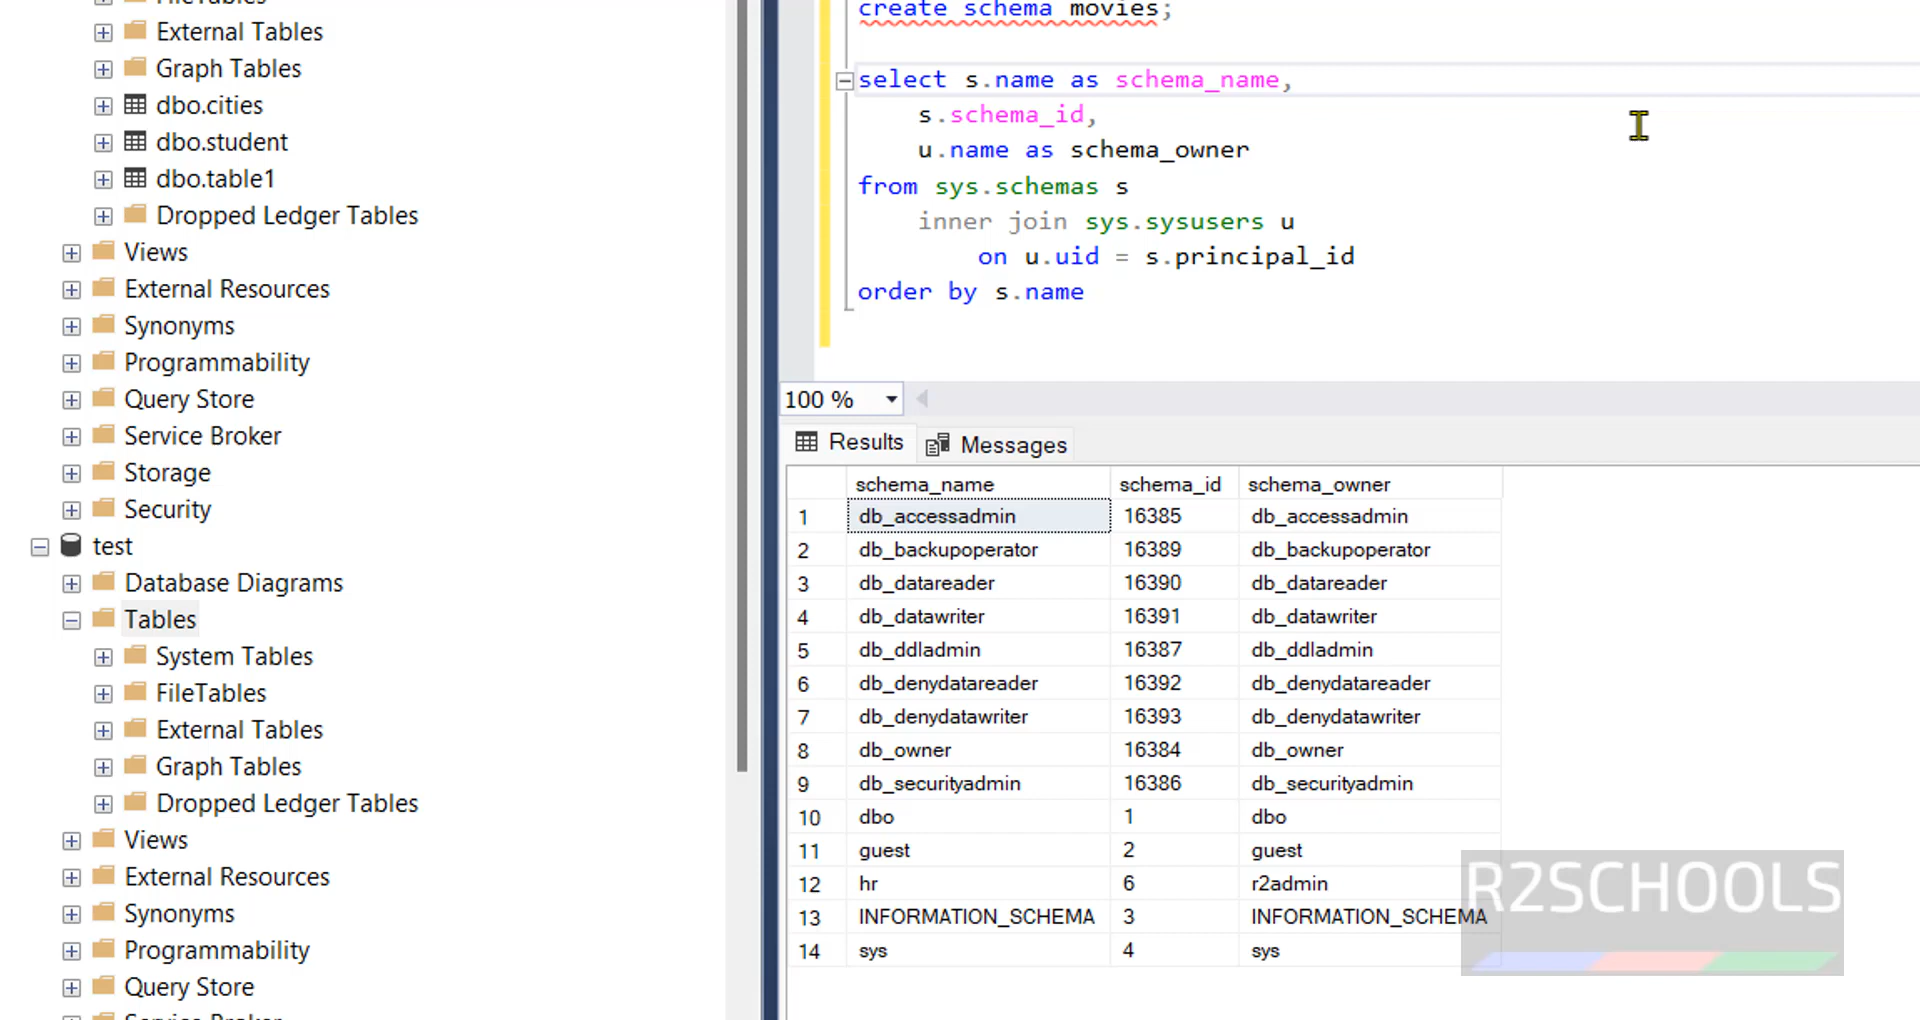 External Tables
Graph Tables
dbo.cities
dbo.student
dbo.table1
Dropped Ledger Tables
Views
External Resources
Synonyms
Programmability
Query Store
Service Broker
Storage
Security
test
Database Diagrams
Tables
System Tables
FileTables
External Tables
Graph Tables
Dropped Ledger Tables
Views
External Resources
Synonyms
Programmability
Query Store
create schema movies;
select s.name as schema_name,
s.schema_id,
u.name as schema_owner
from sys.schemas s
inner join sys.sysusers u
on u.uid = s.principal_id
order by s.name
100 %
Results Messages
schema_name schema_id schema_owner
1 db_accessadmin 16385 db_accessadmin
2 db_backupoperator 16389 db_backupoperator
3 db_datareader 16390 db_datareader
4 db_datawriter 16391 db_datawriter
5 db_ddladmin 16387 db_ddladmin
6 db_denydatareader 16392 db_denydatareader
7 db_denydatawriter 16393 db_denydatawriter
8 db_owner 16384 db_owner
9 db_securityadmin 16386 db_securityadmin
10 dbo 1 dbo
11 guest 2 guest
12 hr 6 r2admin
13 INFORMATION_SCHEMA 3 INFORMATION_SCHEMA
14 sys 4 sys
R2SCHOOLS